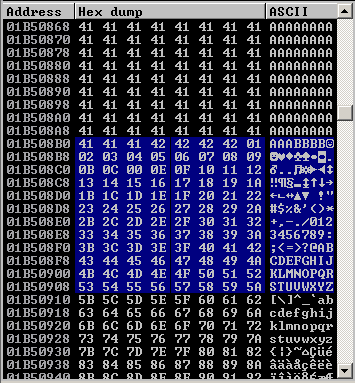 Address Hex dump ASCII
01B50868 41 41 41 41 41 41 41 41 AAAAAAAA
01B50870 41 41 41 41 41 41 41 41 AAAAAAAA
01B50878 41 41 41 41 41 41 41 41 AAAAAAAA
01B50880 41 41 41 41 41 41 41 41 AAAAAAAA
01B50888 41 41 41 41 41 41 41 41 AAAAAAAA
01B50890 41 41 41 41 41 41 41 41 AAAAAAAA
01B50898 41 41 41 41 41 41 41 41 AAAAAAAA
01B508A0 41 41 41 41 41 41 41 41 AAAAAAAA
01B508A8 41 41 41 41 41 41 41 41 AAAAAAAA
01B508B0 41 41 41 42 42 42 42 01 AAABBBB☺
01B508B8 02 03 04 05 06 07 08 09 ☻♥♦♣♠•◘.
01B508C0 0B 0C 00 0E 0F 10 11 12 ♂..♫☼►◄↕
01B508C8 13 14 15 16 17 18 19 1A ‼¶§▬↨↑↓→
01B508D0 1B 1C 1D 1E 1F 20 21 22 ←∟↔▲▼ !"
01B508D8 23 24 25 26 27 28 29 2A #$%&'()*
01B508E0 2B 2C 2D 2E 2F 30 31 32 +,-./012
01B508E8 33 34 35 36 37 38 39 3A 3456789:
01B508F0 3B 3C 3D 3E 3F 40 41 42 ;<=>?@AB
01B508F8 43 44 45 46 47 48 49 4A CDEFGHIJ
01B50900 4B 4C 4D 4E 4F 50 51 52 KLMNOPQR
01B50908 53 54 55 56 57 58 59 5A STUVWXYZ
01B50910 5B 5C 5D 5E 5F 60 61 62 [\]^_`ab
01B50918 63 64 65 66 67 68 69 6A cdefghij
01B50920 6B 6C 6D 6E 6F 70 71 72 klmnopqr
01B50928 73 74 75 76 77 78 79 7A stuvwxyz
01B50930 7B 7C 7D 7E 7F 80 81 82 {|}~⌂Çüé
01B50938 83 84 85 86 87 88 89 8A âäàåçêëè
01B50940 8B 8C 8D 8E 8F 90 91 92